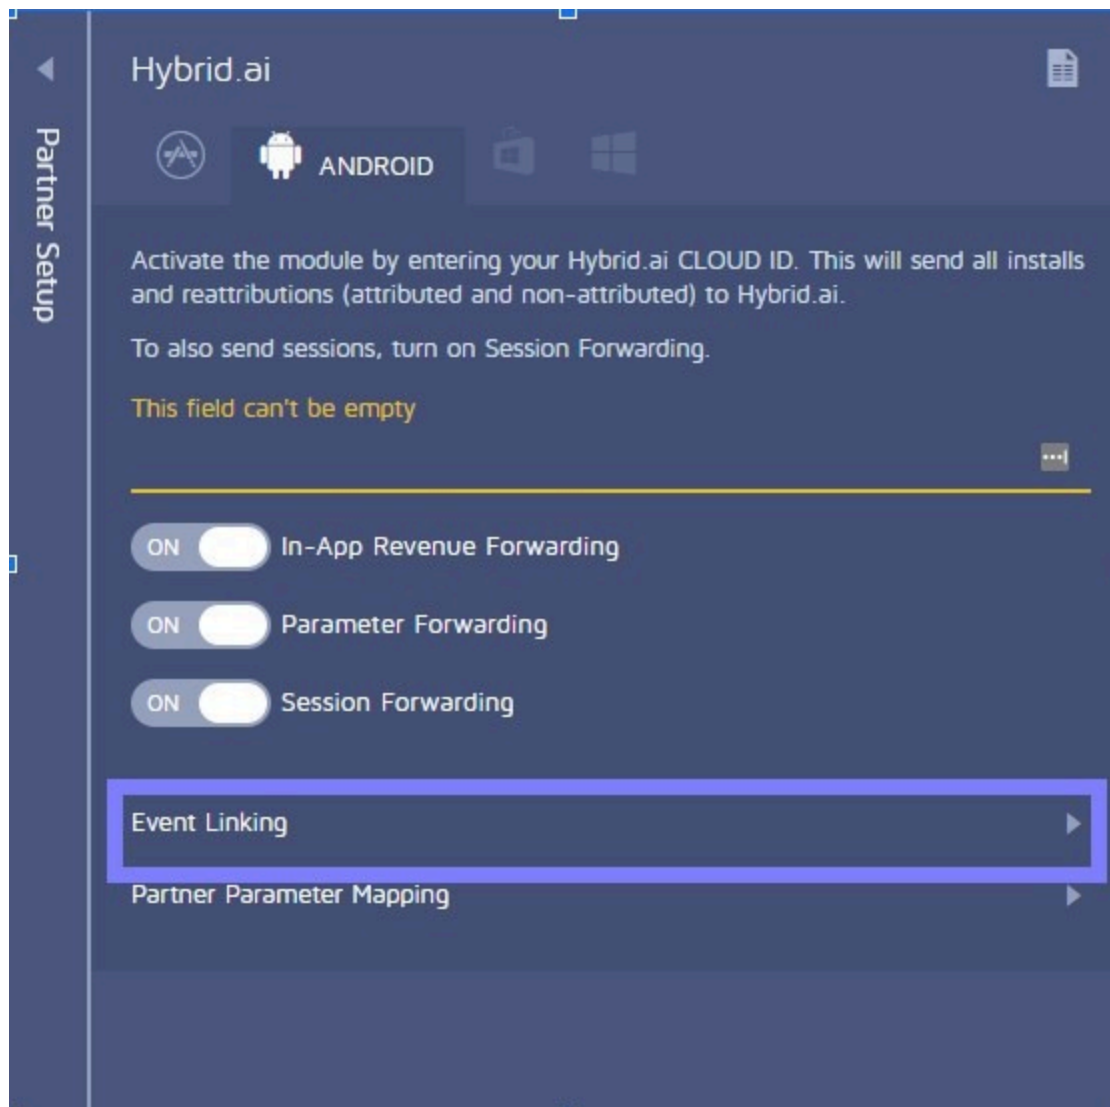 Partner Setup
Hybrid.ai
ANDROID
Activate the module by entering your Hybrid.ai CLOUD ID. This will send all installs
and reattributions (attributed and non-attributed) to Hybrid.ai.
To also send sessions, turn on Session Forwarding.
This field can't be empty
ON In-App Revenue Forwarding
ON Parameter Forwarding
ON Session Forwarding
Event Linking
Partner Parameter Mapping